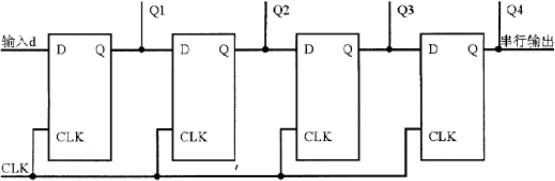 Q1 Q2 Q3 Q4
输入d D Q D Q D Q D Q 串行输出
CLK CLK CLK CLK
CLK